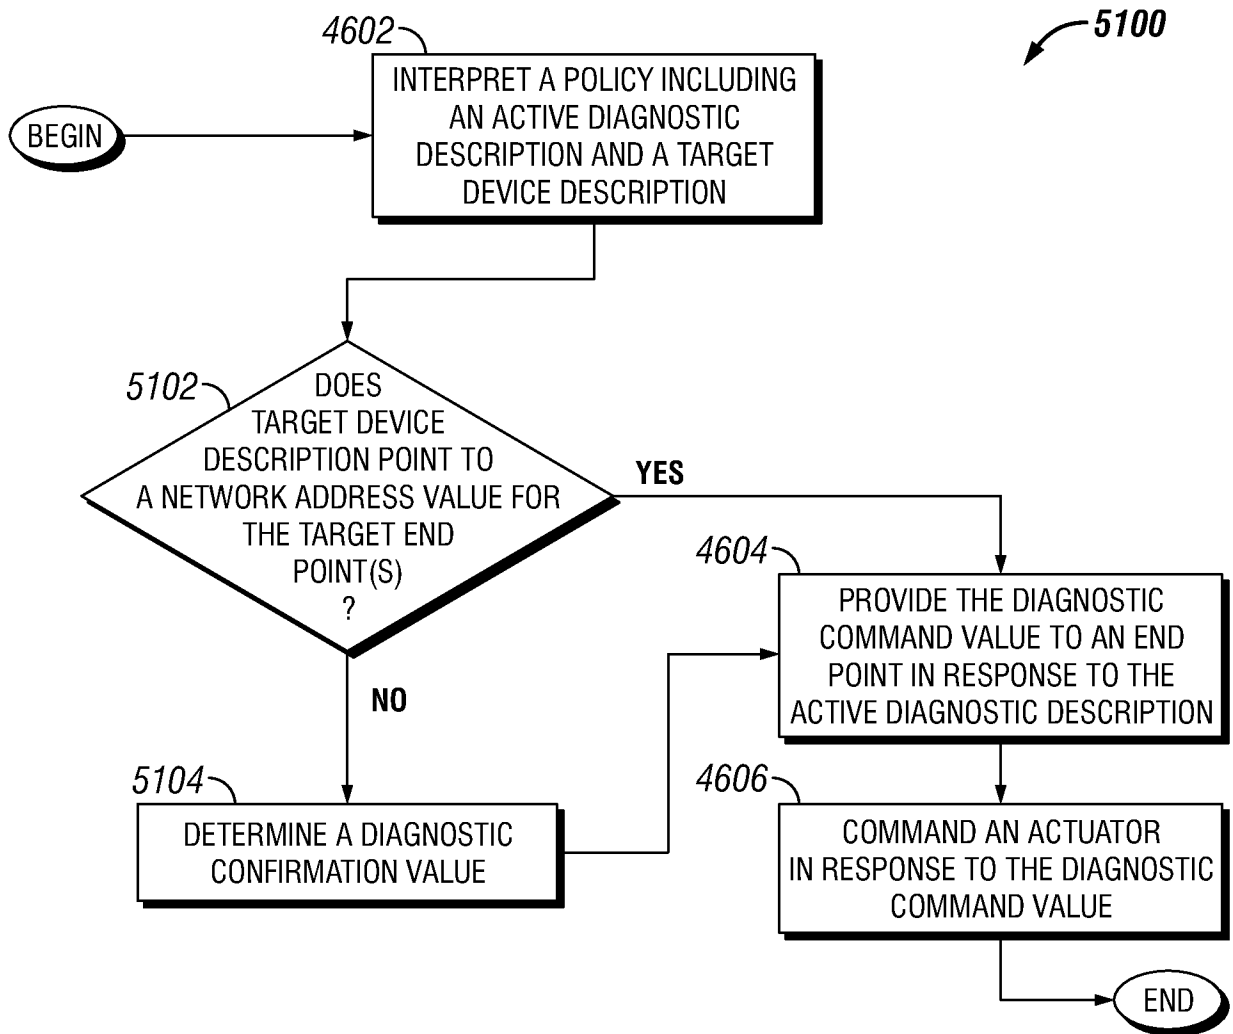 5100
4602
BEGIN
INTERPRET A POLICY INCLUDING
AN ACTIVE DIAGNOSTIC
DESCRIPTION AND A TARGET
DEVICE DESCRIPTION
5102
DOES
TARGET DEVICE
DESCRIPTION POINT TO
A NETWORK ADDRESS VALUE FOR
THE TARGET END
POINT(S)
?
YES
NO
5104
DETERMINE A DIAGNOSTIC
CONFIRMATION VALUE
4604
PROVIDE THE DIAGNOSTIC
COMMAND VALUE TO AN END
POINT IN RESPONSE TO THE
ACTIVE DIAGNOSTIC DESCRIPTION
4606
COMMAND AN ACTUATOR
IN RESPONSE TO THE DIAGNOSTIC
COMMAND VALUE
END